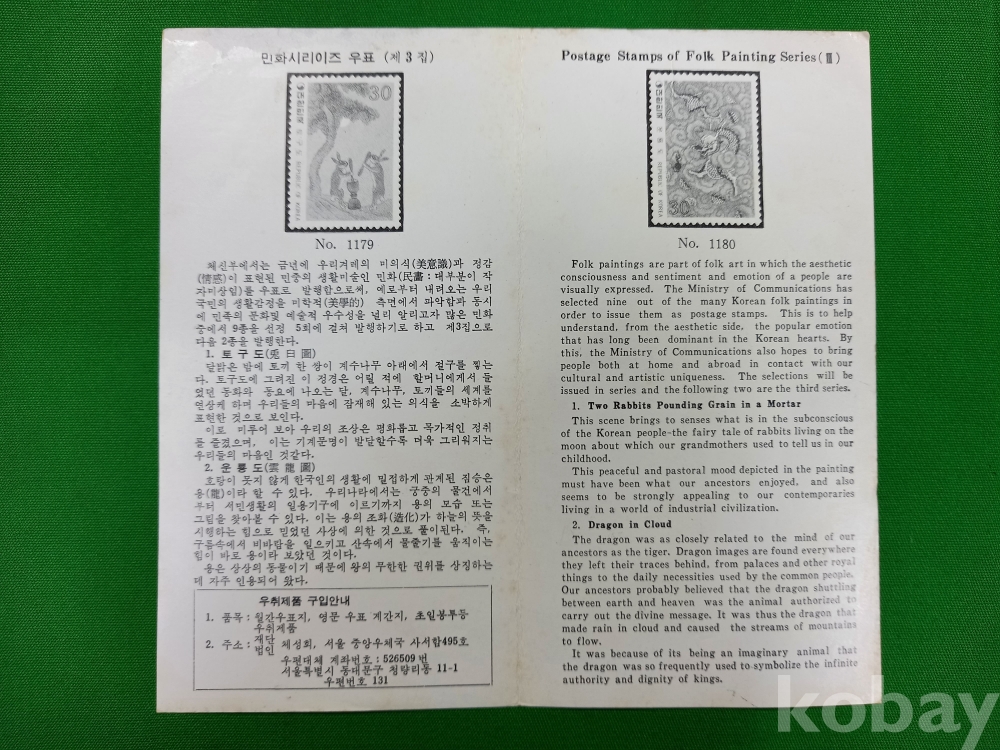 민화시리이즈 우표 (제 3 집)
30
대한민국
REPUBLIC OF KOREA
No. 1179
체신부에서는 금년에 우리겨레의 미의식(美意識)과 정감
(情感)이 표현된 민중의 생활미술인 민화(民畵 : 대부분이 작
자미상임)를 우표로 발행함으로써, 예로부터 내려오는 우리
국민의 생활감정을 미학적(美學的) 측면에서 파악함과 동시
에 민족의 문화및 예술적 우수성을 널리 알리고자 많은 민화
중에서 9종을 선정 5회에 걸쳐 발행하기로 하고 제3집으로
다음 2종을 발행한다.
1. 토 구 도(兎臼圖)
달밝은 밤에 토끼 한 쌍이 계수나무 아래에서 절구를 찧는
다. 토구도에 그려진 이 정경은 어릴 적에 할머니에게서 들
었던 동화와 동요에 나오는 달, 계수나무, 토끼들의 세계를
연상케 하며 우리들의 마음에 잠재해 있는 의식을 소박하게
표현한 것으로 보인다.
이로 미루어 보아 우리의 조상은 평화롭고 목가적인 정취
를 즐겼으며, 이는 기계문명이 발달할수록 더욱 그리워지는
우리들의 마음인 것같다.
2. 운 룡 도(雲龍圖)
호랑이 못지 않게 한국인의 생활에 밀접하게 관계된 짐승은
용(龍)이라 할 수 있다. 우리나라에서는 궁중의 물건에서
부터 서민생활의 일용기구에 이르기까지 용의 모습 또는
그림을 찾아볼 수 있다. 이는 용의 조화(造化)가 하늘의 뜻을
시행하는 힘으로 믿었던 사상에 의한 것으로 풀이된다. 즉,
구름속에서 비바람을 일으키고 산속에서 물줄기를 움직이는
힘이 바로 용이라 보았던 것이다.
용은 상상의 동물이기 때문에 왕의 무한한 권위를 상징하는
데 자주 인용되어 왔다.
우취제품 구입안내
1. 품목 : 월간우표지, 영문 우표 계간지, 초일봉투등
우취제품
2. 주소 : 재단법인 체성회, 서울 중앙우체국 사서함495호
우편대체 계좌번호 : 526509 번
서울특별시 동대문구 청량리동 11-1
우편번호 131
Postage Stamps of Folk Painting Series (Ⅲ)
대한민국
REPUBLIC OF KOREA
30
No. 1180
Folk paintings are part of folk art in which the aesthetic
consciousness and sentiment and emotion of a people are
visually expressed. The Ministry of Communications has
selected nine out of the many Korean folk paintings in
order to issue them as postage stamps. This is to help
understand, from the aesthetic side, the popular emotion
that has long been dominant in the Korean hearts. By
this, the Ministry of Communications also hopes to bring
people both at home and abroad in contact with our
cultural and artistic uniqueness. The selections will be
issued in series and the following two are the third series.
1. Two Rabbits Pounding Grain in a Mortar
This scene brings to senses what is in the subconscious
of the Korean people-the fairy tale of rabbits living on the
moon about which our grandmothers used to tell us in our
childhood.
This peaceful and pastoral mood depicted in the painting
must have been what our ancestors enjoyed, and also
seems to be strongly appealing to our contemporaries
living in a world of industrial civilization.
2. Dragon in Cloud
The dragon was as closely related to the mind of our
ancestors as the tiger. Dragon images are found everywhere
they left their traces behind, from palaces and other royal
things to the daily necessities used by the common people.
Our ancestors probably believed that the dragon shuttling
between earth and heaven was the animal authorized to
carry out the divine message. It was thus the dragon that
made rain in cloud and caused the streams of mountains
to flow.
It was because of its being an imaginary animal that
the dragon was so frequently used to symbolize the infinite
authority and dignity of kings.
kobay